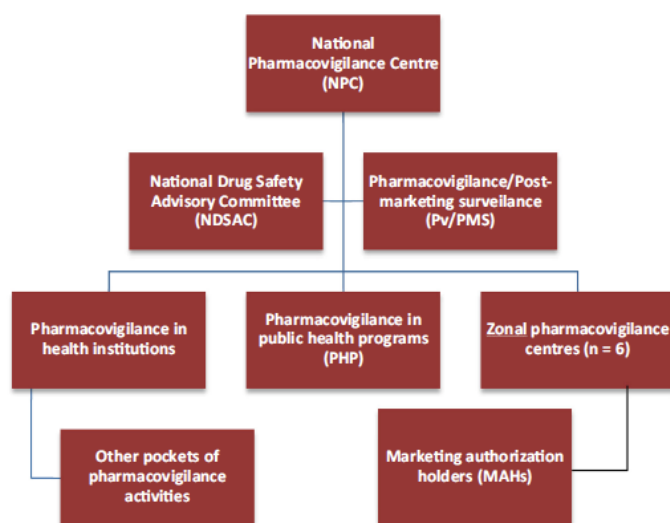 National
Pharmacovigilance Centre
(NPC)
National Drug Safety
Advisory Committee
(NDSAC)
Pharmacovigilance/Post-
marketing surveilance
(Pv/PMS)
Pharmacovigilance in
health institutions
Pharmacovigilance in
public health programs
(PHP)
Zonal pharmacovigilance
centres (n = 6)
Other pockets of
pharmacovigilance
activities
Marketing authorization
holders (MAHs)